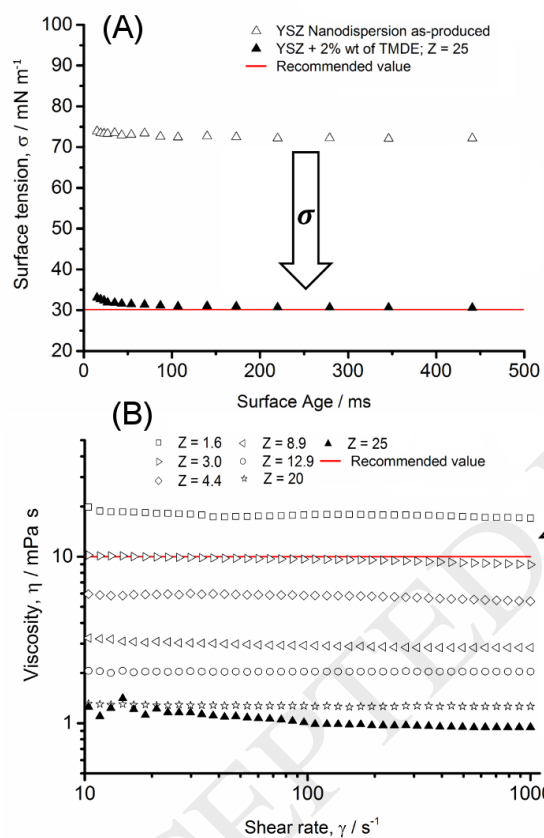 (A)
YSZ Nanodispersion as-produced
YSZ + 2% wt of TMDE; Z = 25
Recommended value
Surface tension, σ / mN m⁻¹
100
90
80
70
60
50
40
30
20
σ
0 100 200 300 400 500
Surface Age / ms
(B)
Z = 1.6 Z = 8.9 Z = 25
Z = 3.0 Z = 12.9 Recommended value
Z = 4.4 Z = 20
Viscosity, η / mPa s
10
1
10 100 1000
Shear rate, γ / s⁻¹
CEPTED